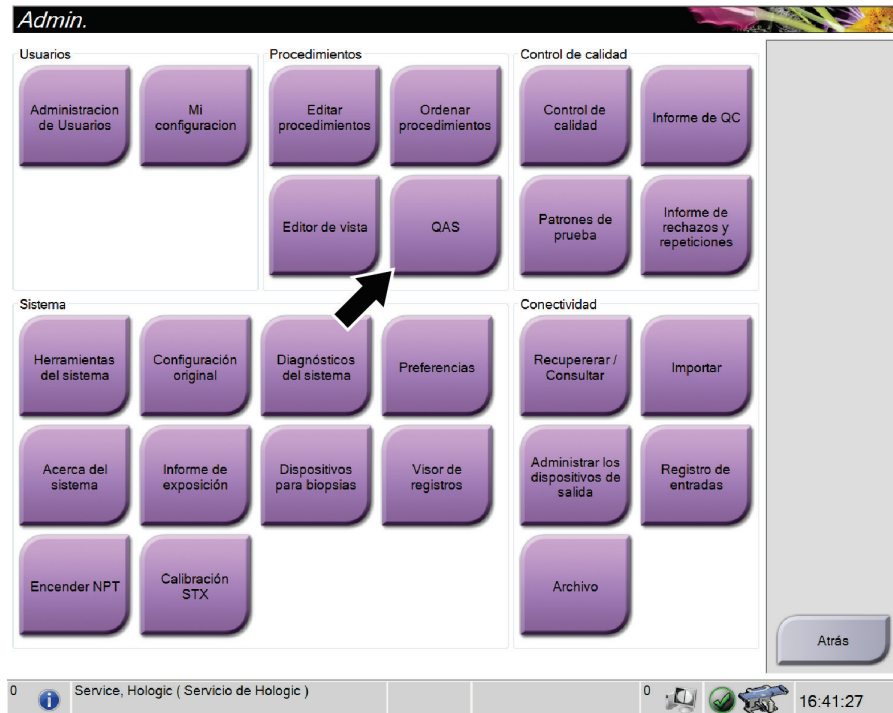 Admin.
Usuarios
Administracion
de Usuarios
Mi
configuracion
Procedimientos
Editar
procedimientos
Ordenar
procedimientos
Editor de vista
QAS
Control de calidad
Control de
calidad
Informe de QC
Patrones de
prueba
Informe de
rechazos y
repeticiones
Sistema
Herramientas
del sistema
Configuración
original
Diagnósticos
del sistema
Preferencias
Acerca del
sistema
Informe de
exposición
Dispositivos
para biopsias
Visor de
registros
Encender NPT
Calibración
STX
Conectividad
Recupererar /
Consultar
Importar
Administrar los
dispositivos de
salida
Registro de
entradas
Archivo
Atrás
0
Service, Hologic ( Servicio de Hologic )
0
16:41:27